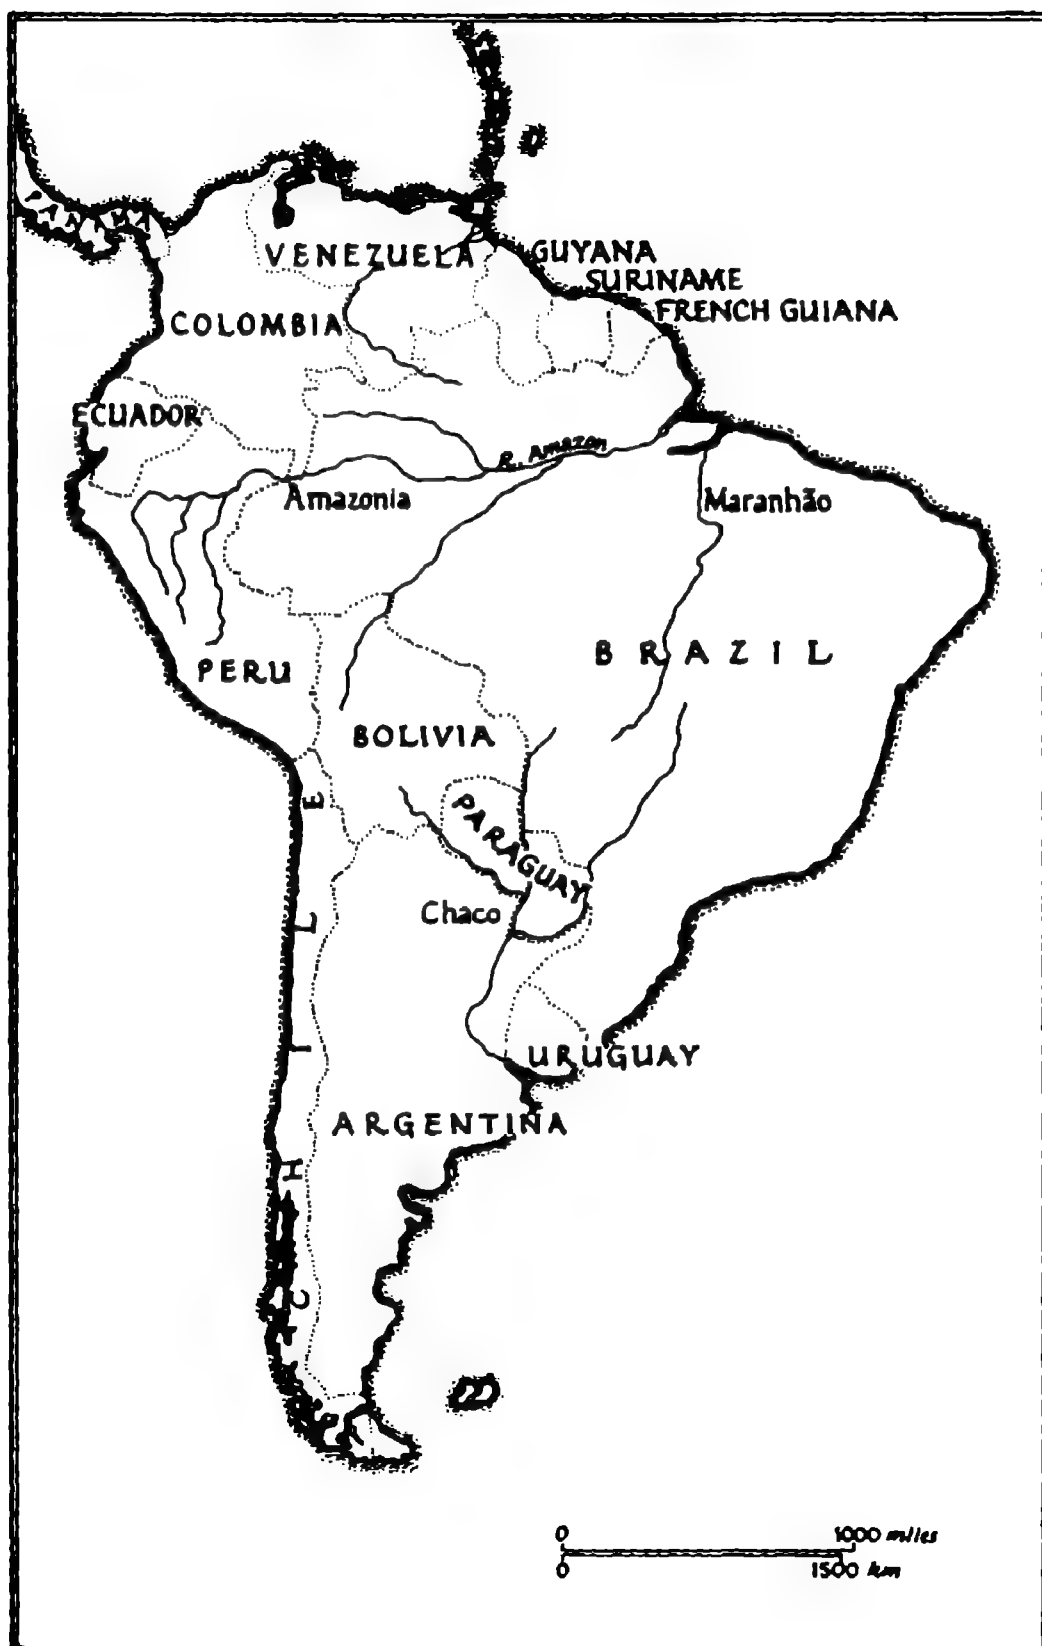 PANAMA
VENEZUELA
GUYANA
SURINAME
FRENCH GUIANA
COLOMBIA
ECUADOR
R. Amazon
Amazonia
Maranhão
BRAZIL
PERU
BOLIVIA
PARAGUAY
Chaco
CHILE
URUGUAY
ARGENTINA
0 1000 miles
0 1500 km